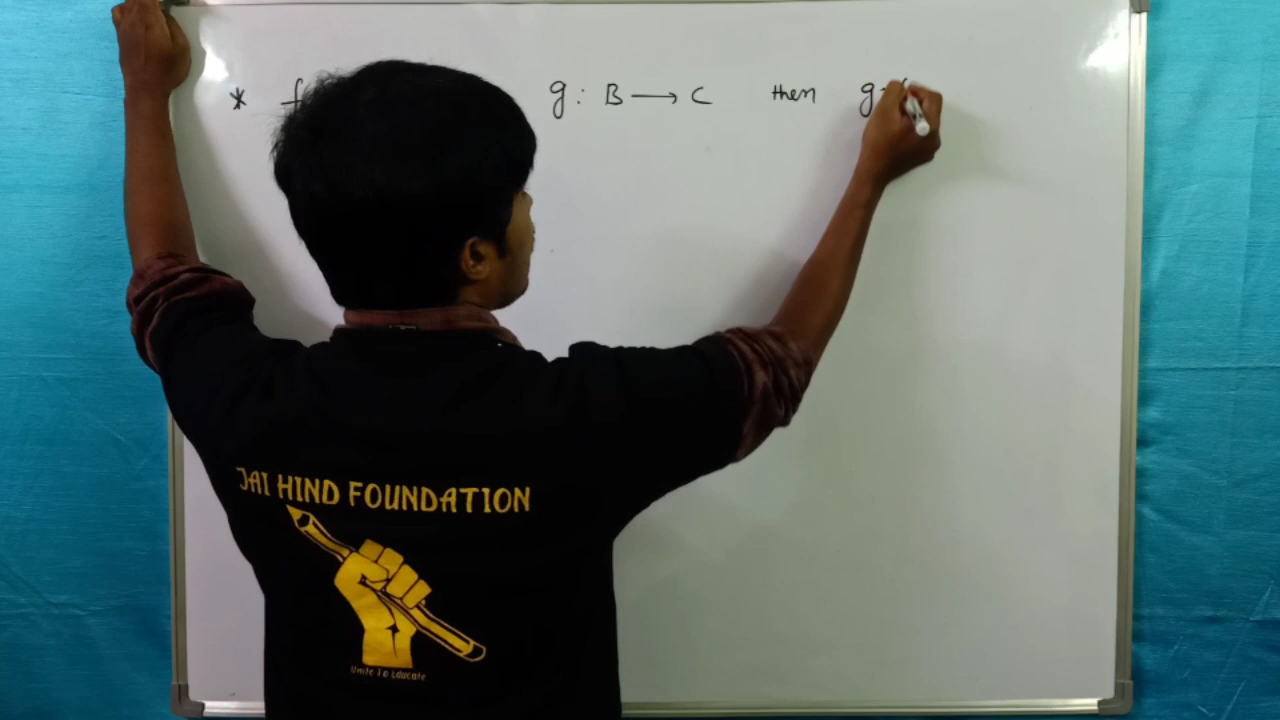 * f g : B ⟶ C then g
JAI HIND FOUNDATION
Unite To Educate